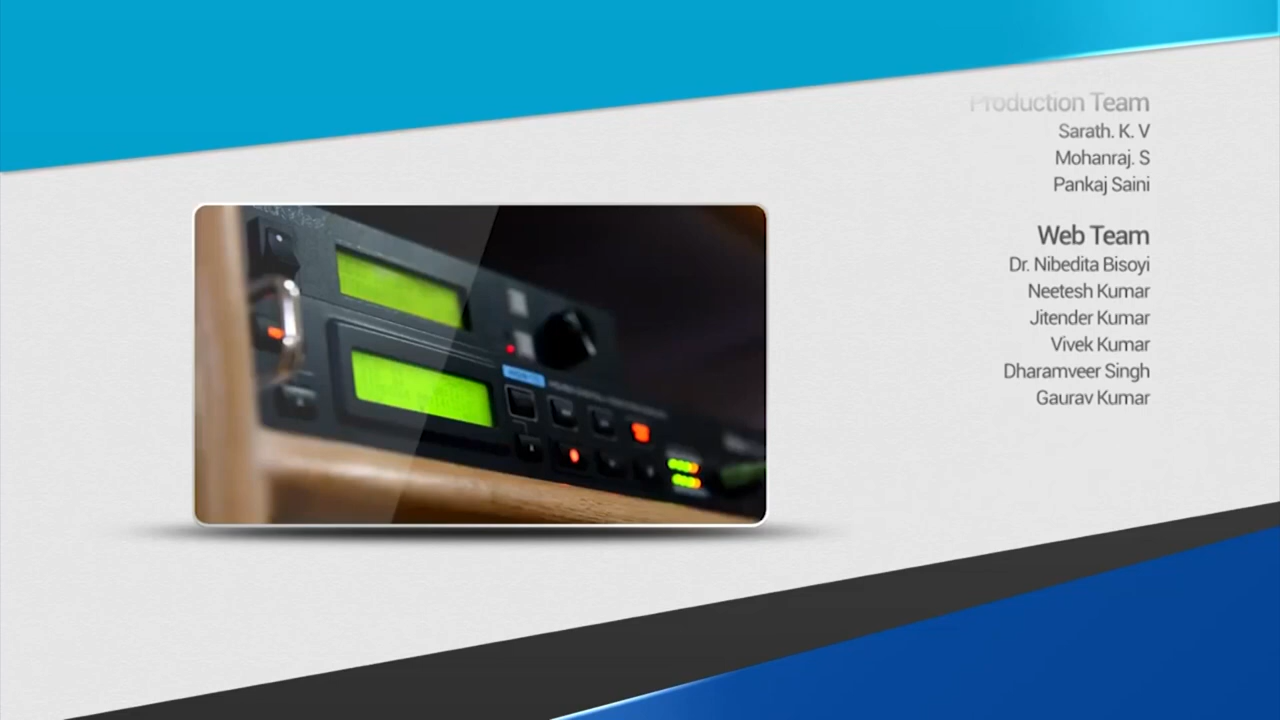 Production Team
Sarath. K. V
Mohanraj. S
Pankaj Saini
Web Team
Dr. Nibedita Bisoyi
Neetesh Kumar
Jitender Kumar
Vivek Kumar
Dharamveer Singh
Gaurav Kumar